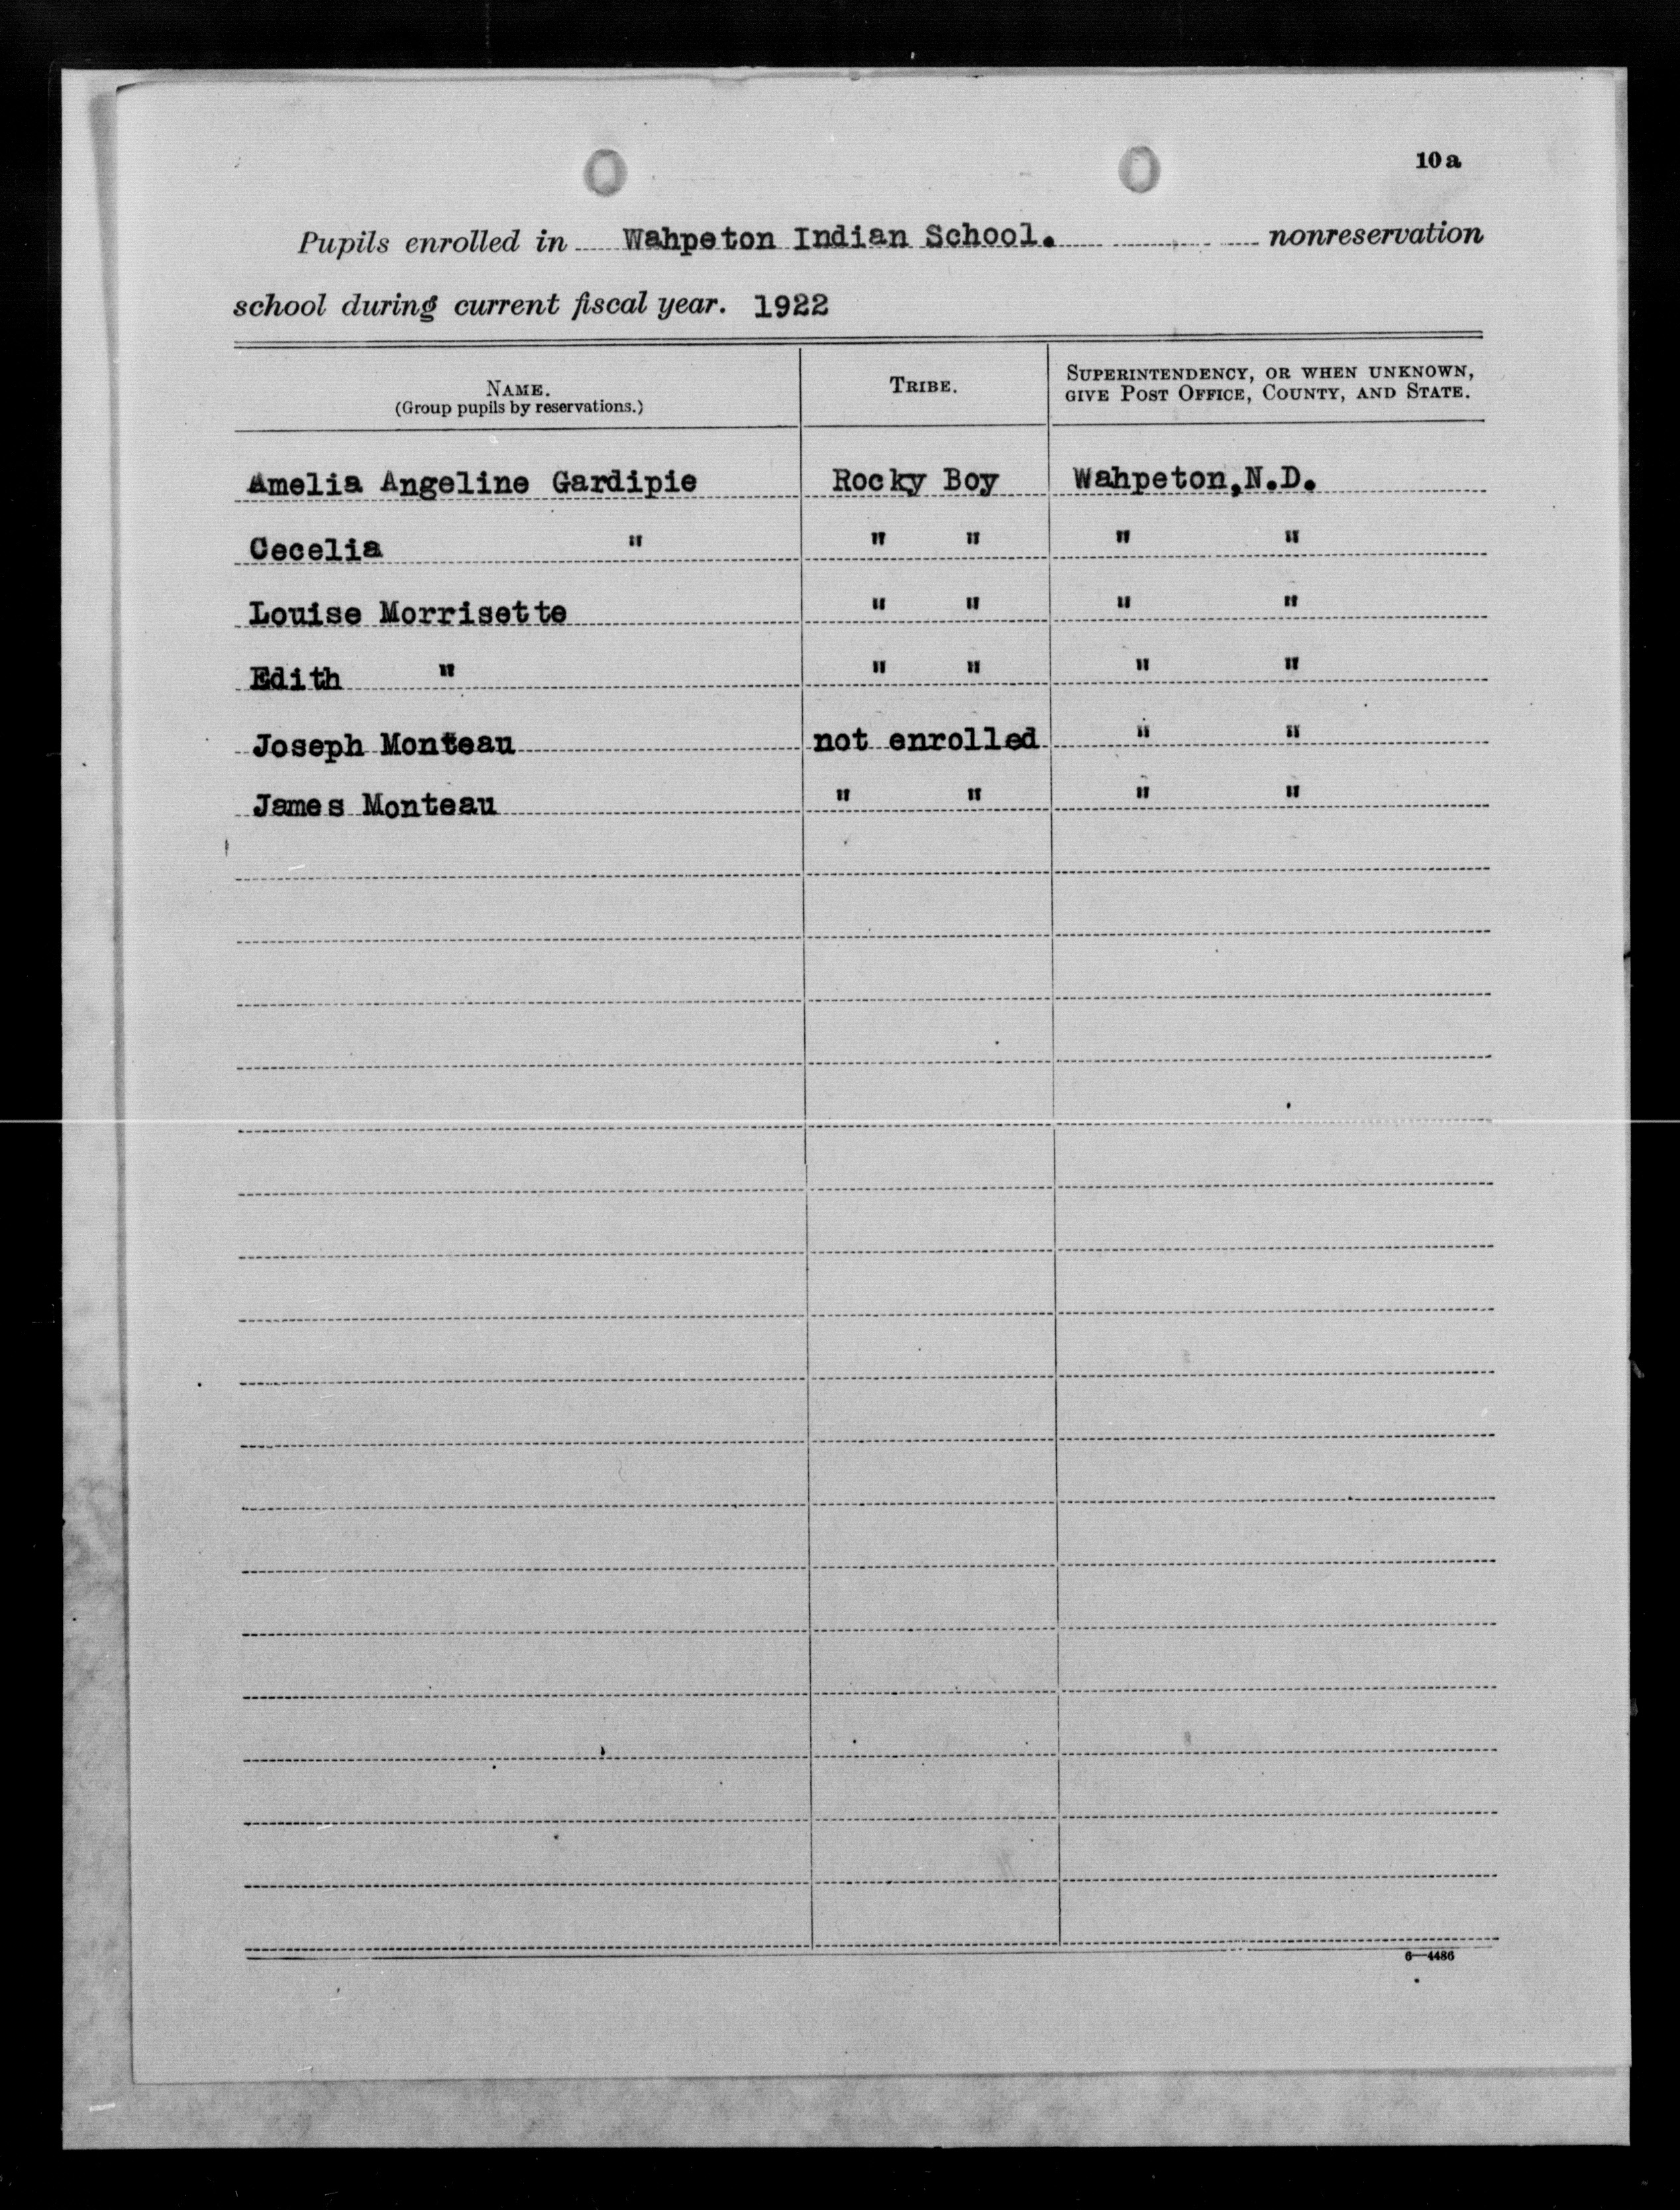 10 a
Pupils enrolled in Wahpeton Indian School. nonreservation
school during current fiscal year. 1922
NAME. TRIBE. SUPERINTENDENCY, OR WHEN UNKNOWN,
(Group pupils by reservations.) GIVE POST OFFICE, COUNTY, AND STATE.
Amelia Angeline Gardipie Rocky Boy Wahpeton, N.D.
Cecelia " " " " "
Louise Morrisette " " " "
Edith " " " " "
Joseph Monteau not enrolled " "
James Monteau " " " "
6—4486